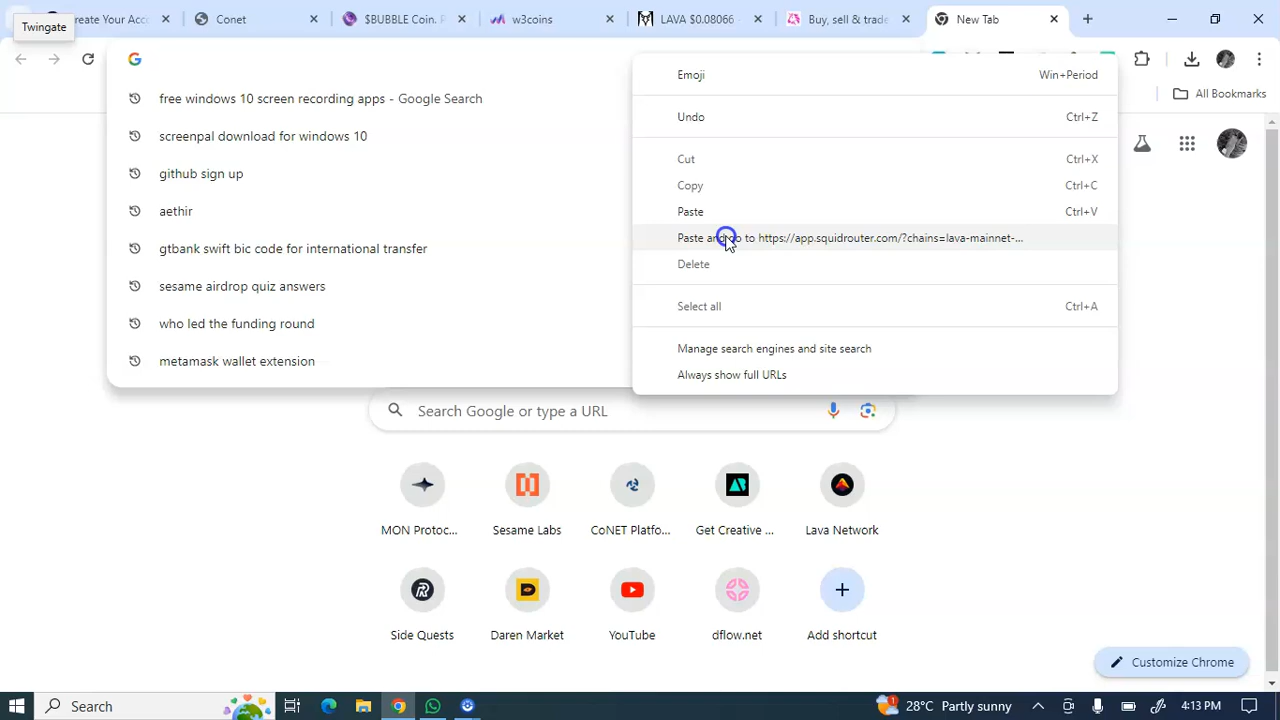 Twingate
Create Your Acc
Conet
$BUBBLE Coin. F
w3coins
LAVA $0.08060
Buy, sell & trade
New Tab
All Bookmarks
free windows 10 screen recording apps - Google Search
screenpal download for windows 10
github sign up
aethir
gtbank swift bic code for international transfer
sesame airdrop quiz answers
who led the funding round
metamask wallet extension
Emoji Win+Period
Undo Ctrl+Z
Cut Ctrl+X
Copy Ctrl+C
Paste Ctrl+V
Paste and go to https://app.squidrouter.com/?chains=lava-mainnet-...
Delete
Select all Ctrl+A
Manage search engines and site search
Always show full URLs
Search Google or type a URL
MON Protoc... Sesame Labs CoNET Platfo... Get Creative ... Lava Network
Side Quests Daren Market YouTube dflow.net Add shortcut
Customize Chrome
Search 1 28°C Partly sunny 4:13 PM